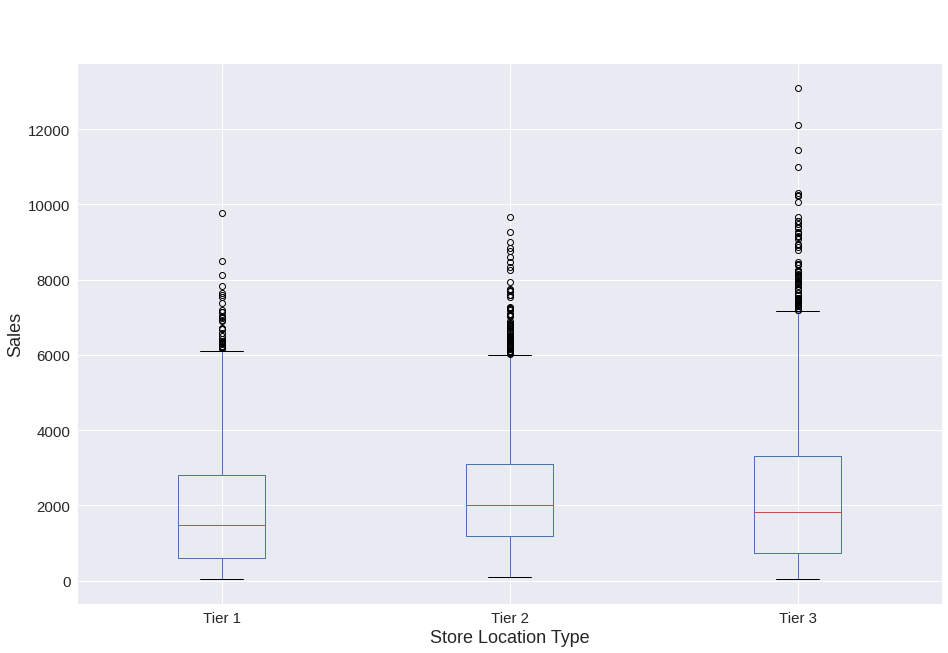 12000
10000
8000
6000
4000
2000
0
Sales
Tier 1
Tier 2
Tier 3
Store Location Type